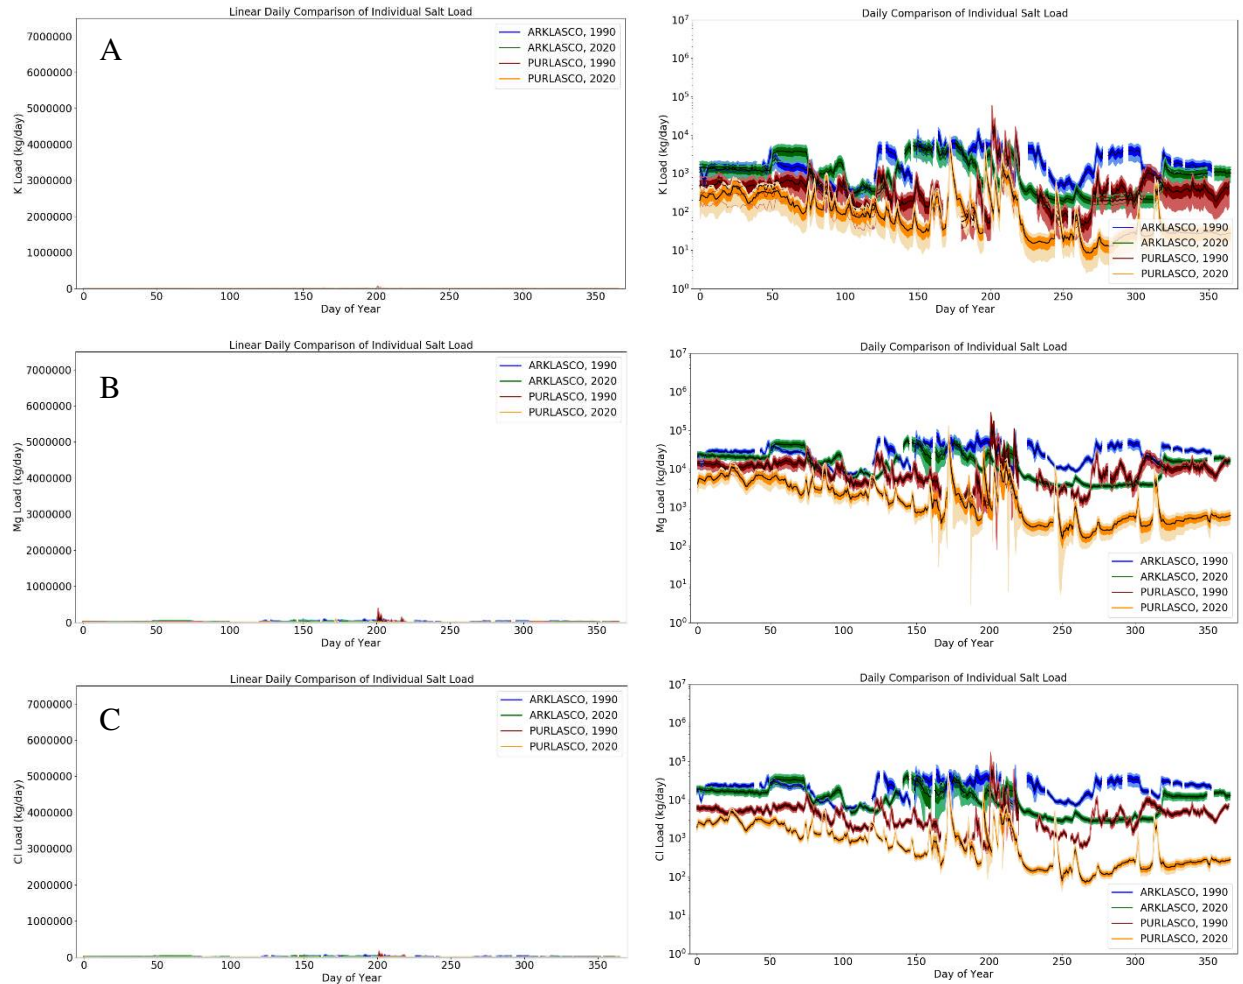 Linear Daily Comparison of Individual Salt Load
A
K Load (kg/day)
7000000
6000000
5000000
4000000
3000000
2000000
1000000
0
0 50 100 150 200 250 300 350
Day of Year
ARKLASCO, 1990
ARKLASCO, 2020
PURLASCO, 1990
PURLASCO, 2020
Daily Comparison of Individual Salt Load
K Load (kg/day)
10⁷
10⁶
10⁵
10⁴
10³
10²
10¹
10⁰
0 50 100 150 200 250 300 350
Day of Year
ARKLASCO, 1990
ARKLASCO, 2020
PURLASCO, 1990
PURLASCO, 2020
Linear Daily Comparison of Individual Salt Load
B
Mg Load (kg/day)
7000000
6000000
5000000
4000000
3000000
2000000
1000000
0
0 50 100 150 200 250 300 350
Day of Year
ARKLASCO, 1990
ARKLASCO, 2020
PURLASCO, 1990
PURLASCO, 2020
Daily Comparison of Individual Salt Load
Mg Load (kg/day)
10⁷
10⁶
10⁵
10⁴
10³
10²
10¹
10⁰
0 50 100 150 200 250 300 350
Day of Year
ARKLASCO, 1990
ARKLASCO, 2020
PURLASCO, 1990
PURLASCO, 2020
Linear Daily Comparison of Individual Salt Load
C
Cl Load (kg/day)
7000000
6000000
5000000
4000000
3000000
2000000
1000000
0
0 50 100 150 200 250 300 350
Day of Year
ARKLASCO, 1990
ARKLASCO, 2020
PURLASCO, 1990
PURLASCO, 2020
Daily Comparison of Individual Salt Load
Cl Load (kg/day)
10⁷
10⁶
10⁵
10⁴
10³
10²
10¹
10⁰
0 50 100 150 200 250 300 350
Day of Year
ARKLASCO, 1990
ARKLASCO, 2020
PURLASCO, 1990
PURLASCO, 2020